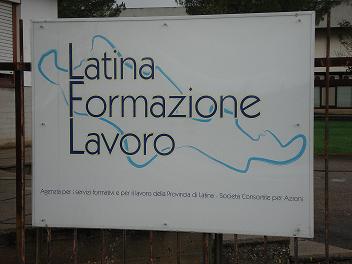 Latina
Formazione
Lavoro
Agenzia per i servizi formativi e per il lavoro della Provincia di Latina - Società Consortile per Azioni